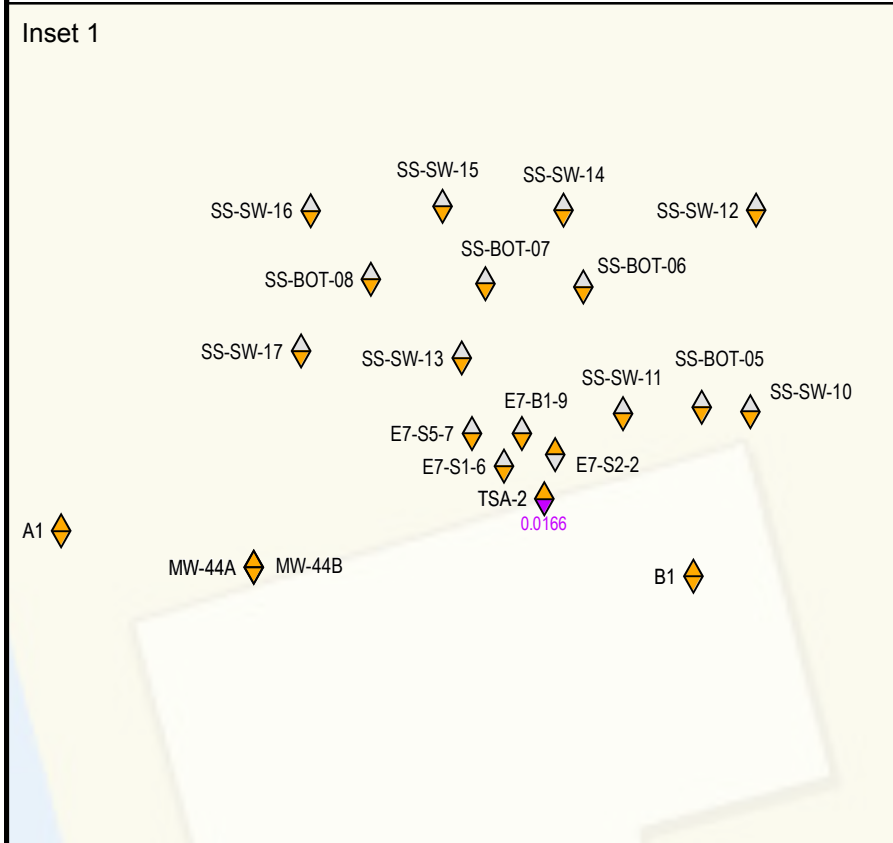 Inset 1
SS-SW-15
SS-SW-14
SS-SW-16
SS-SW-12
SS-BOT-07
SS-BOT-06
SS-BOT-08
SS-SW-17
SS-SW-13
SS-BOT-05
SS-SW-11
SS-SW-10
E7-B1-9
E7-S5-7
E7-S1-6
E7-S2-2
TSA-2
0.0166
A1
MW-44A
MW-44B
B1